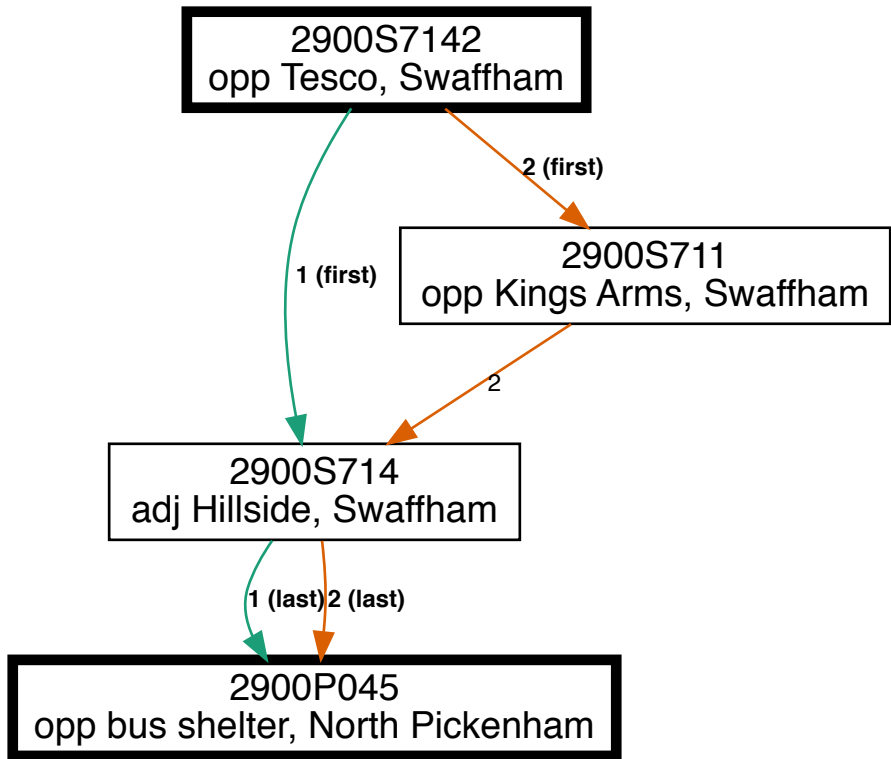 2900S7142
opp Tesco, Swaffham
2 (first)
2900S711
opp Kings Arms, Swaffham
1 (first)
2
2900S714
adj Hillside, Swaffham
1 (last)
2 (last)
2900P045
opp bus shelter, North Pickenham